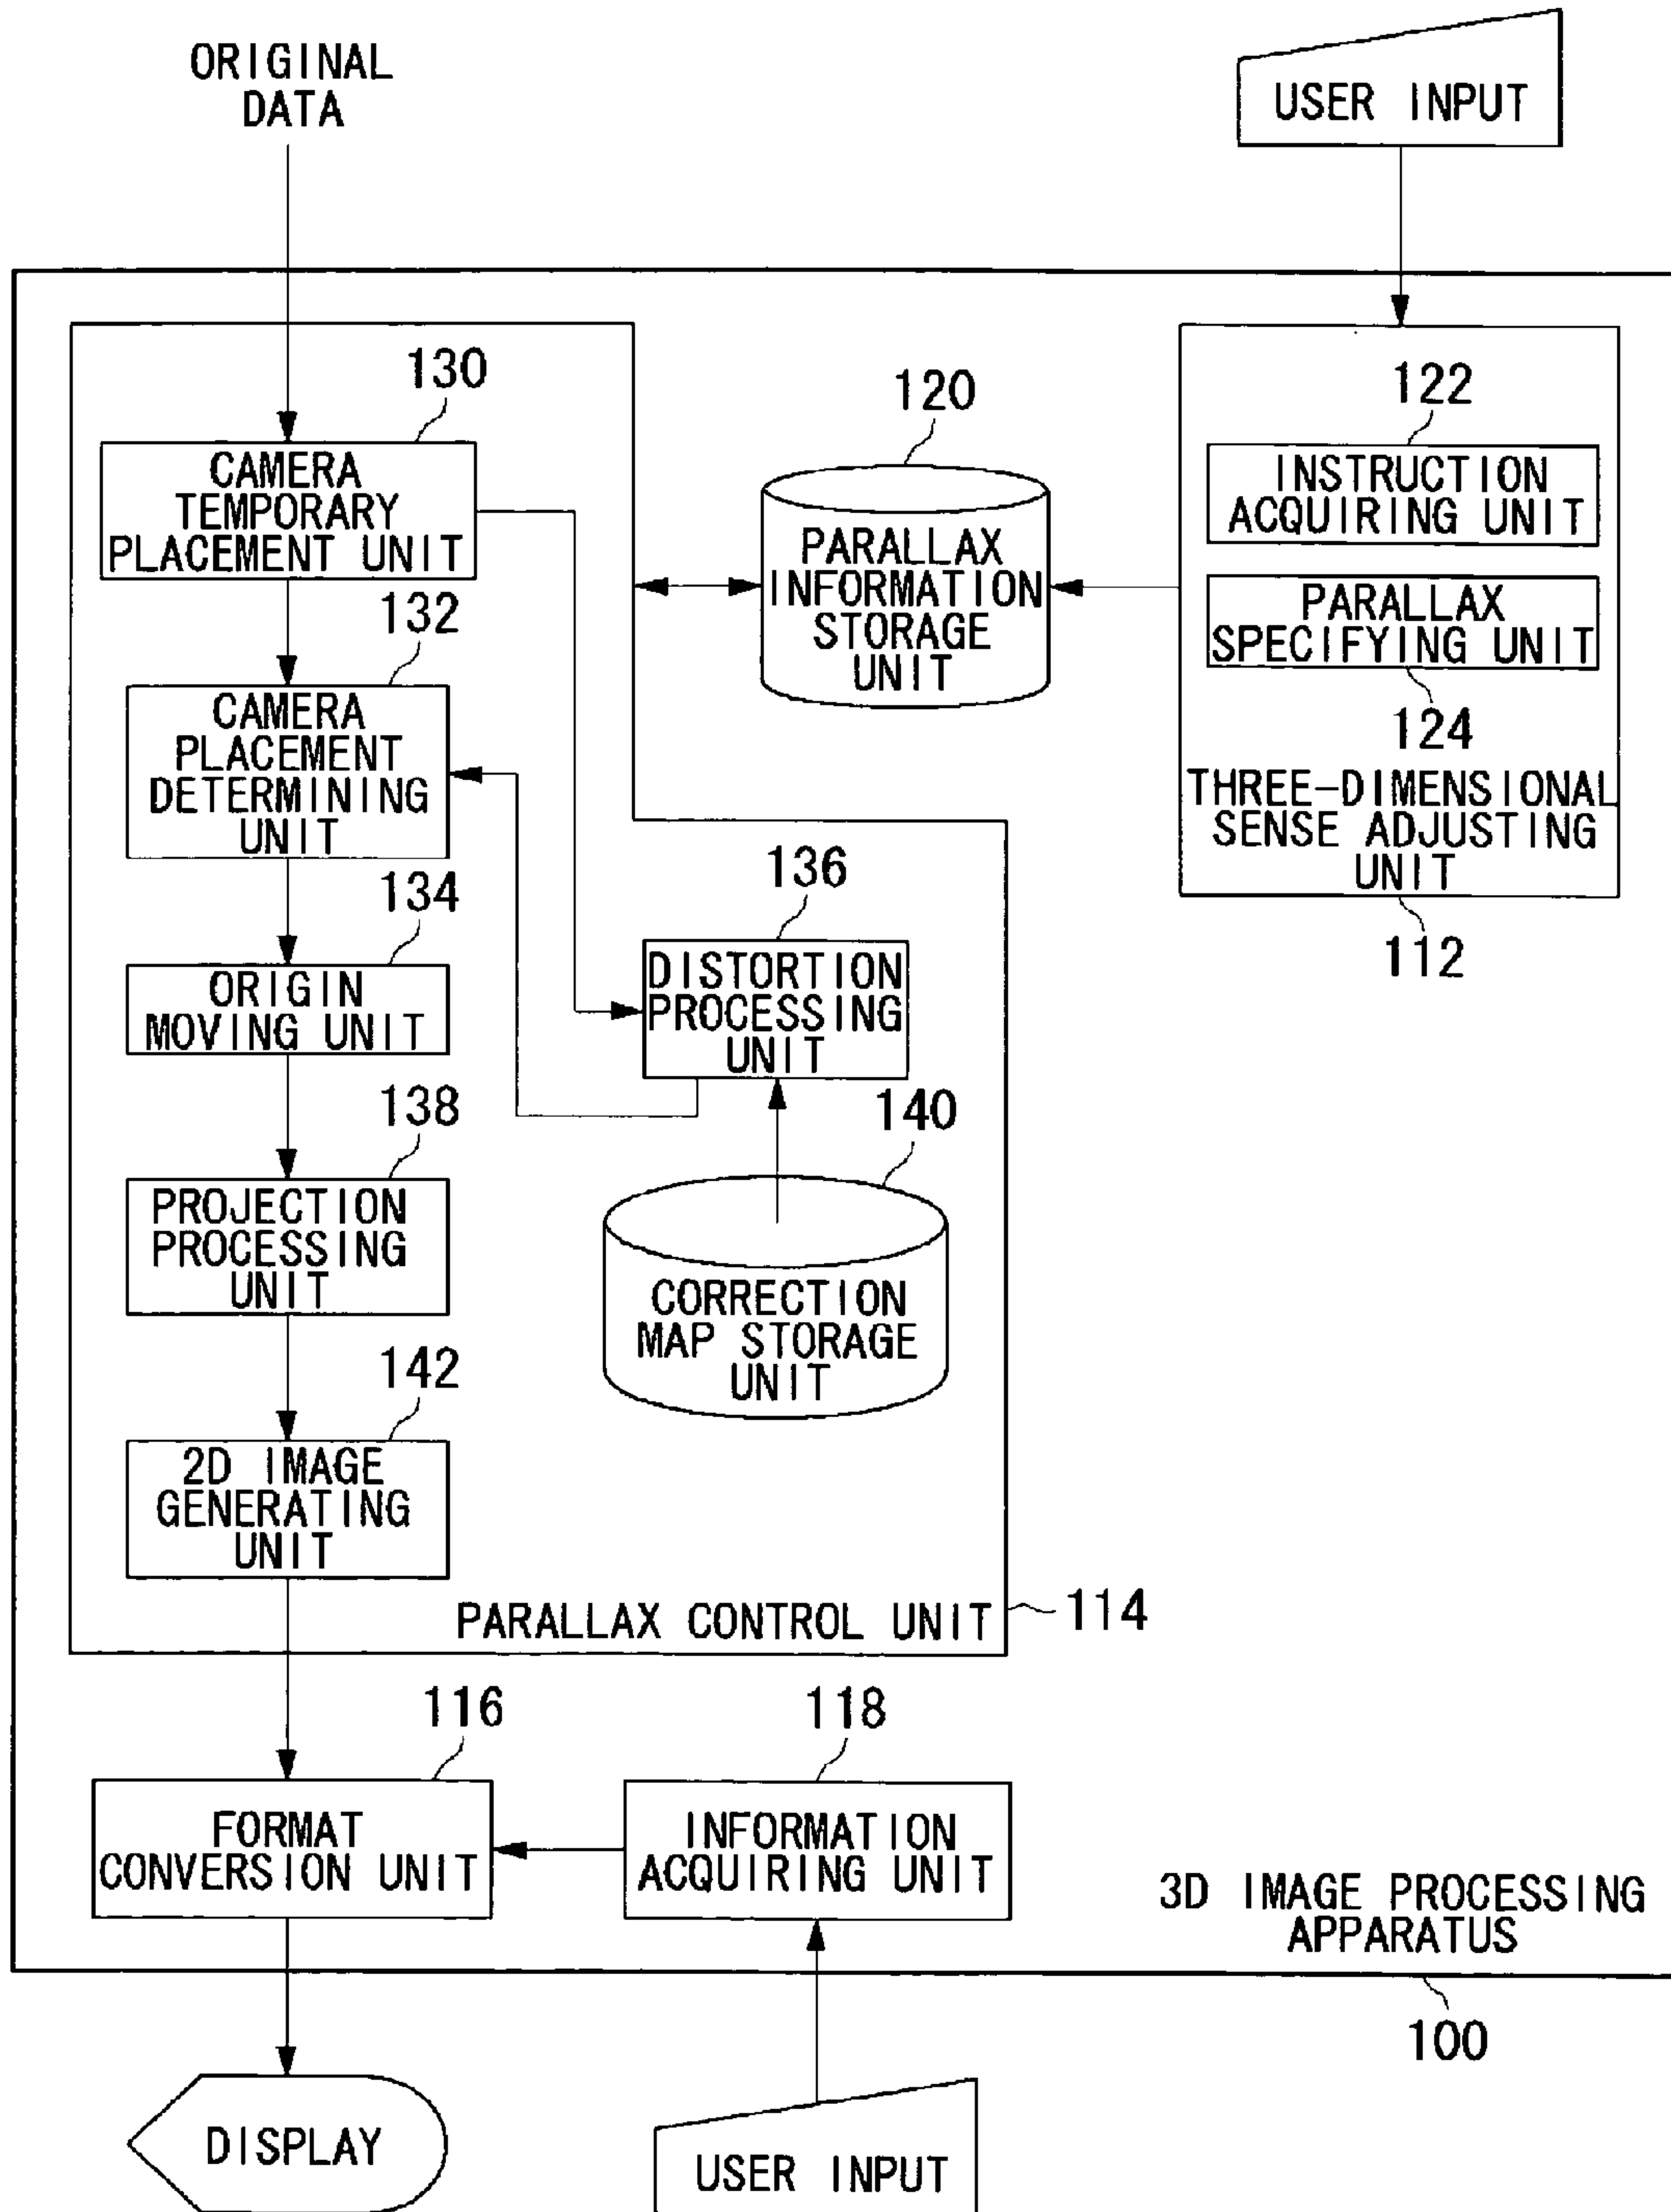 ORIGINAL
DATA
USER INPUT
130
CAMERA
TEMPORARY
PLACEMENT UNIT
120
PARALLAX
INFORMATION
STORAGE
UNIT
122
INSTRUCTION
ACQUIRING UNIT
PARALLAX
SPECIFYING UNIT
124
THREE-DIMENSIONAL
SENSE ADJUSTING
UNIT
112
132
CAMERA
PLACEMENT
DETERMINING
UNIT
134
ORIGIN
MOVING UNIT
136
DISTORTION
PROCESSING
UNIT
138
PROJECTION
PROCESSING
UNIT
140
CORRECTION
MAP STORAGE
UNIT
142
2D IMAGE
GENERATING
UNIT
PARALLAX CONTROL UNIT
114
116
FORMAT
CONVERSION UNIT
118
INFORMATION
ACQUIRING UNIT
3D IMAGE PROCESSING
APPARATUS
100
DISPLAY
USER INPUT